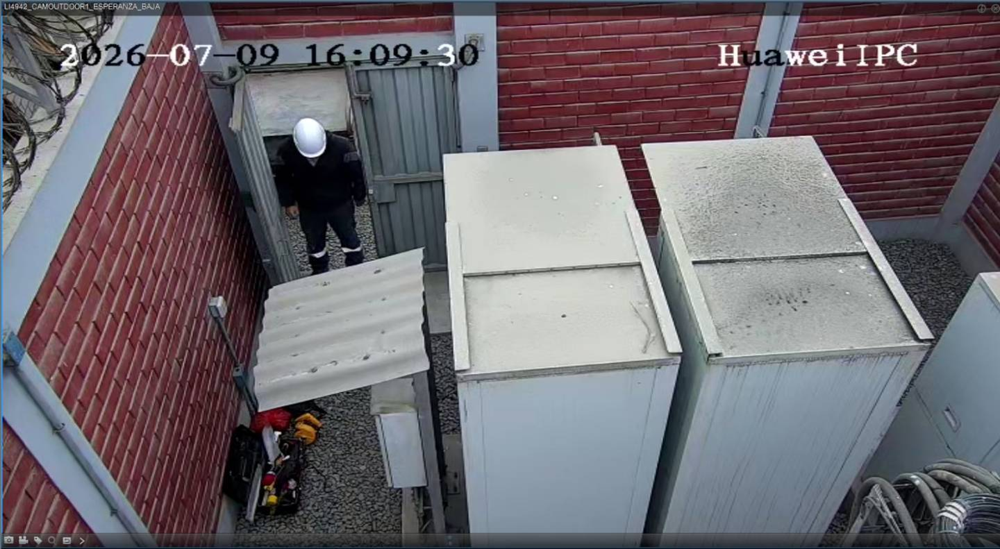 LI4942_CAMOUTDOOR1_ESPERANZA_BAJA
2026-07-09 16:09:30
HuaweiIPC